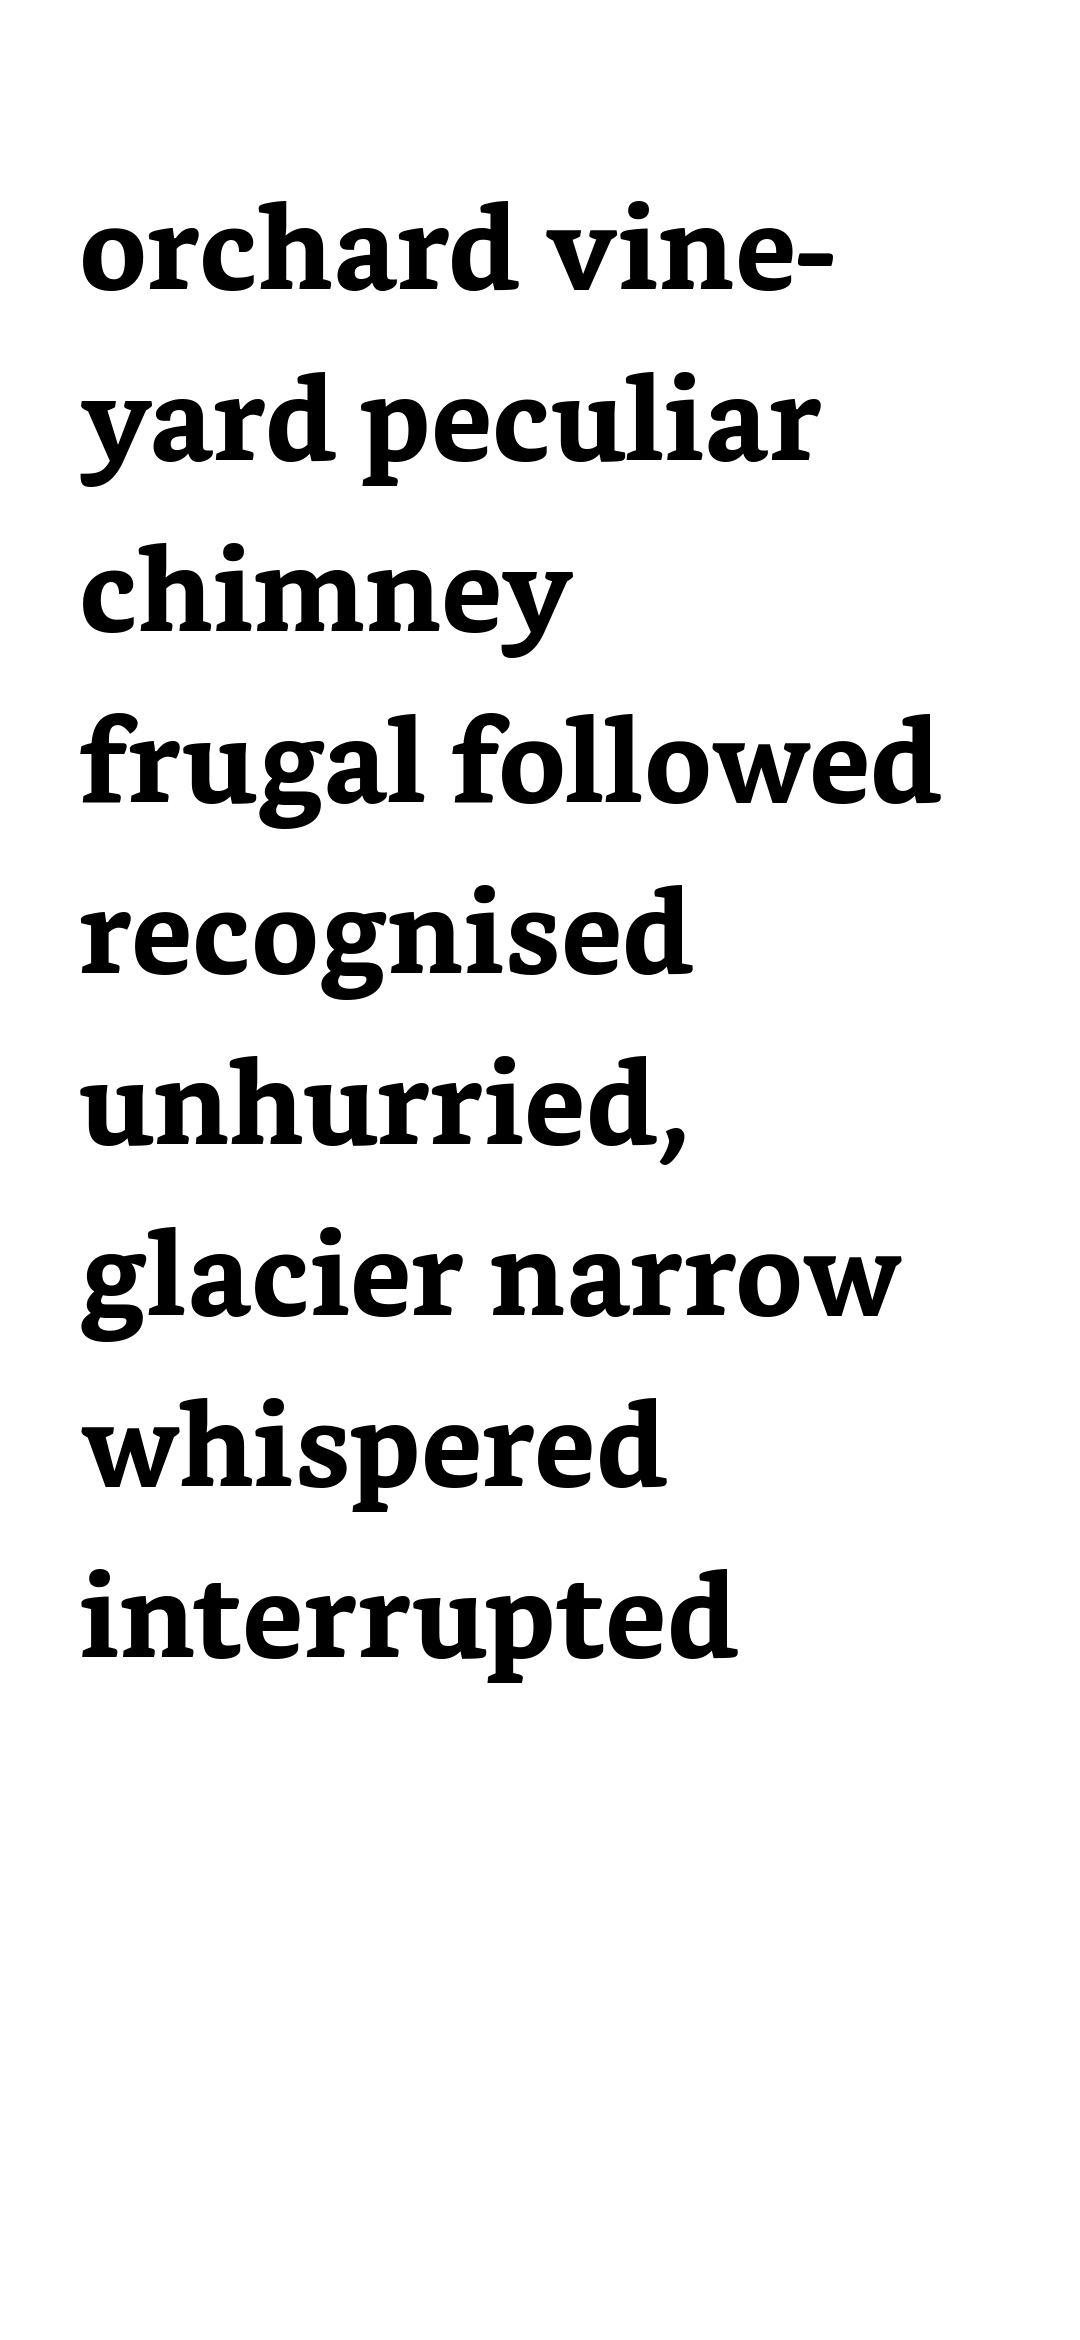 orchard vine-
yard peculiar
chimney
frugal followed
recognised
unhurried,
glacier narrow
whispered
interrupted